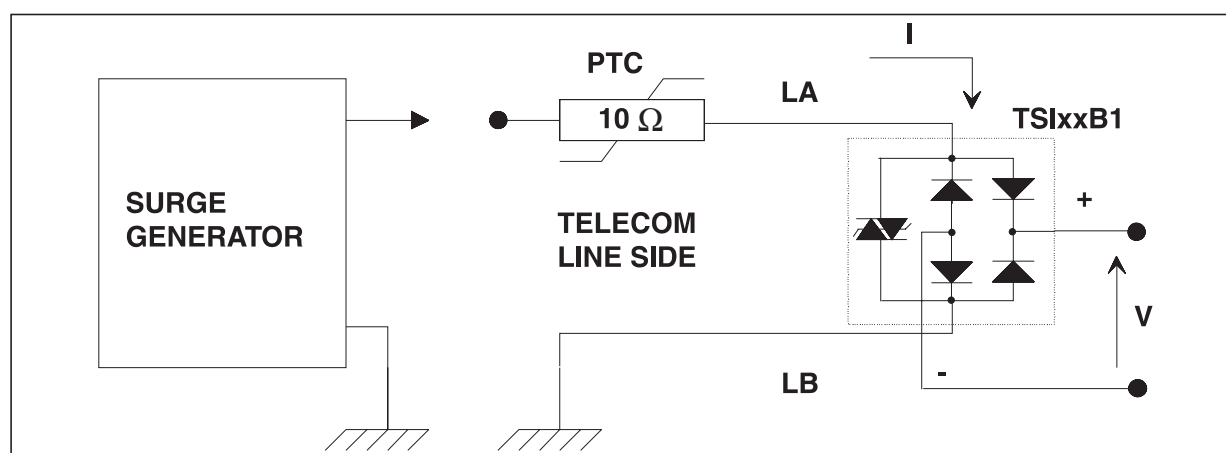 I
PTC
LA
10 Ω
TSIxxB1
SURGE
GENERATOR
+
TELECOM
LINE SIDE
V
LB
-